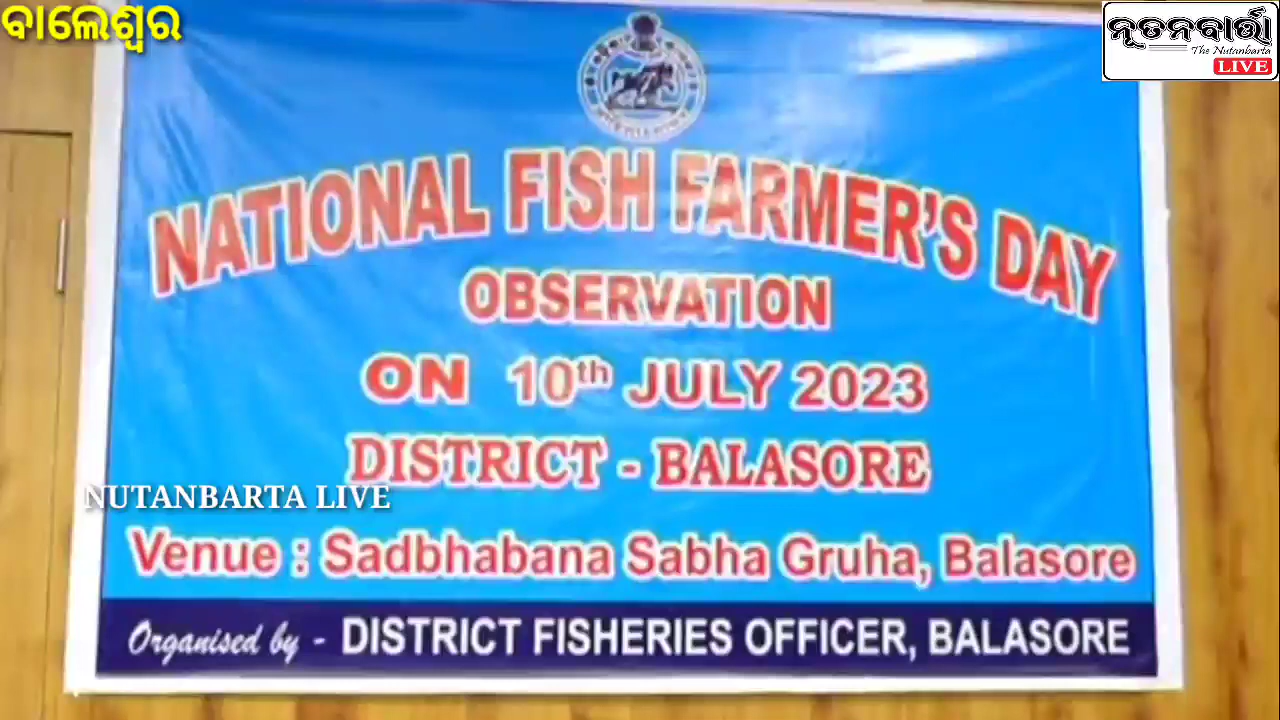 ବାଲେଶ୍ୱର
ନୂତନବାର୍ତ୍ତା
The Nutanbarta
LIVE
NATIONAL FISH FARMER'S DAY
OBSERVATION
ON 10th JULY 2023
DISTRICT - BALASORE
NUTANBARTA LIVE
Venue : Sadbhabana Sabha Gruha, Balasore
Organised by - DISTRICT FISHERIES OFFICER, BALASORE